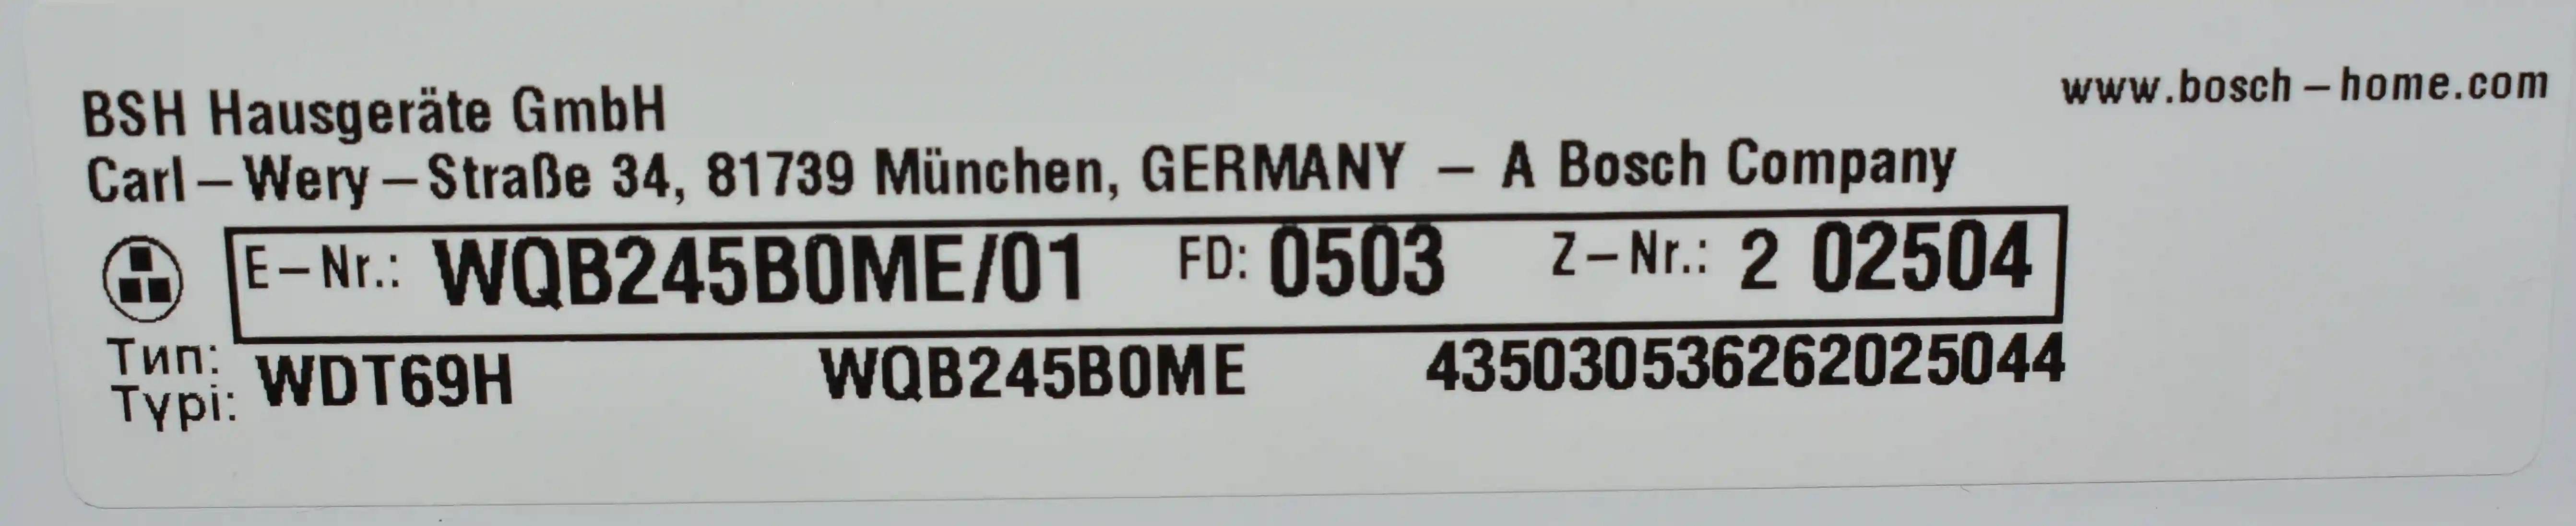 BSH Hausgeräte GmbH
www.bosch-home.com
Carl-Wery-Straße 34, 81739 München, GERMANY - A Bosch Company
E-Nr.: WQB245B0ME/01 FD: 0503 Z-Nr.: 2 02504
Тип:
Typi: WDT69H WQB245B0ME 435030536262025044